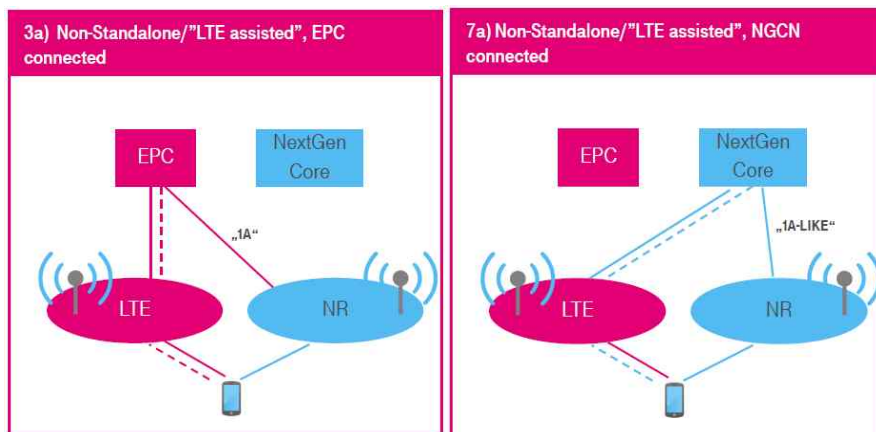 3a) Non-Standalone/”LTE assisted”, EPC
connected
EPC
NextGen
Core
„1A“
LTE
NR
7a) Non-Standalone/”LTE assisted”, NGCN
connected
EPC
NextGen
Core
„1A-LIKE“
LTE
NR